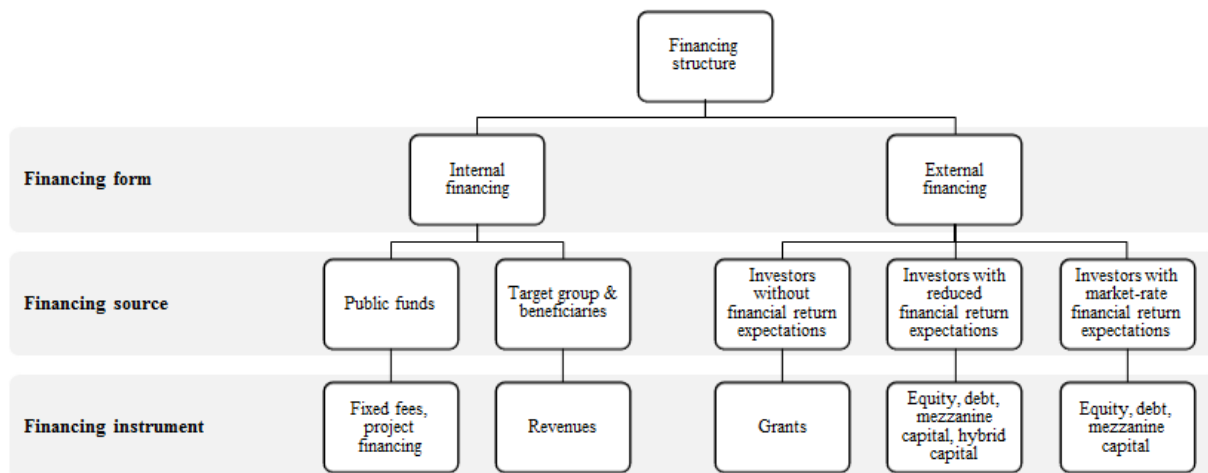 Financing
structure
Financing form
Internal
financing
External
financing
Financing source
Public funds
Target group &
beneficiaries
Investors
without
financial return
expectations
Investors with
reduced
financial return
expectations
Investors with
market-rate
financial return
expectations
Financing instrument
Fixed fees,
project
financing
Revenues
Grants
Equity, debt,
mezzanine
capital, hybrid
capital
Equity, debt,
mezzanine
capital